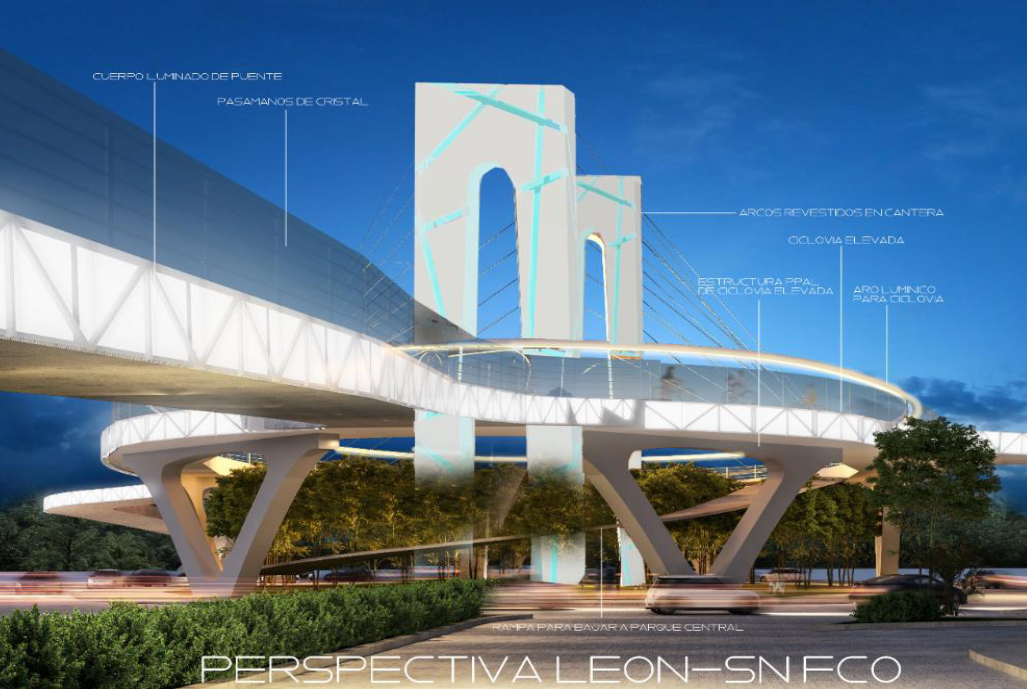 CUERPO LUMINADO DE PUENTE
PASAMANOS DE CRISTAL
ARCOS REVESTIDOS EN CANTERA
CICLOVIA ELEVADA
ESTRUCTURA PPAL.
DE CICLOVIA ELEVADA
ARO LUMINICO
PARA CICLOVIA
RAMPA PARA BAJAR A PARQUE CENTRAL
PERSPECTIVA LEON-SN FCO